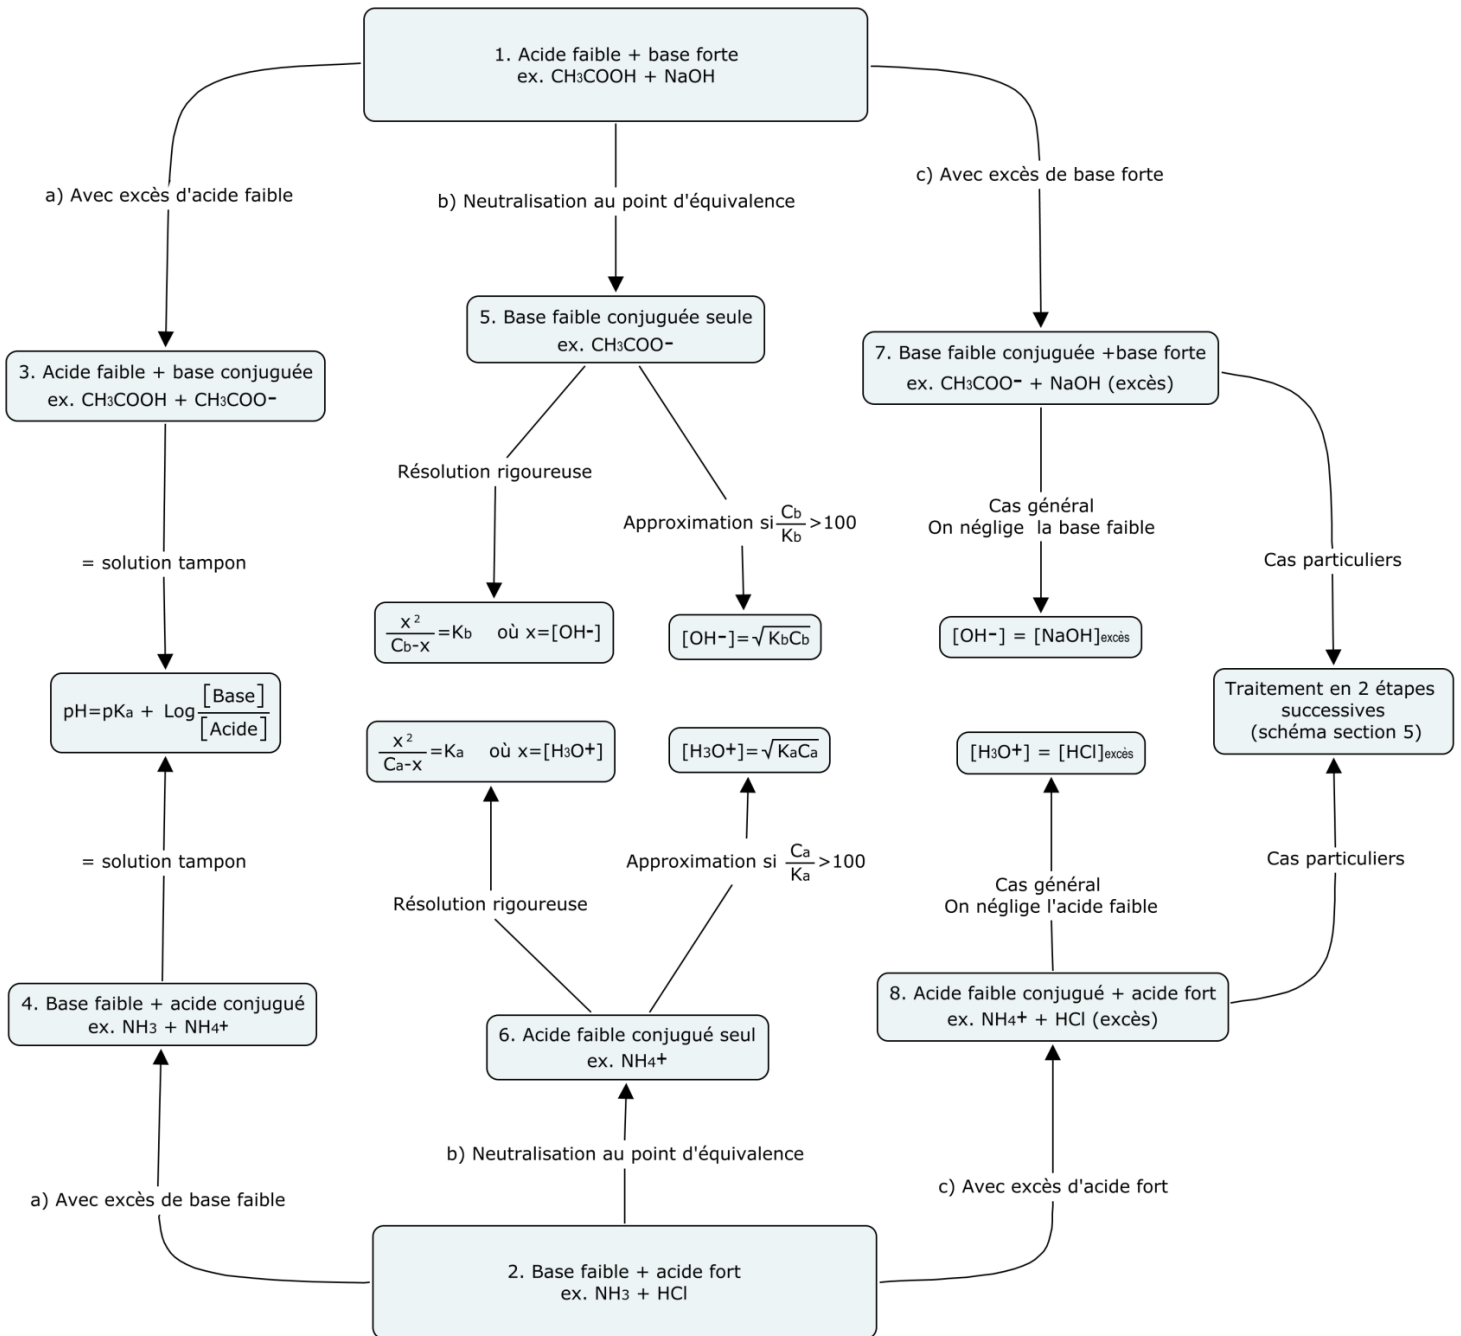 1. Acide faible + base forte
ex. CH₃COOH + NaOH
a) Avec excès d'acide faible
b) Neutralisation au point d'équivalence
c) Avec excès de base forte
3. Acide faible + base conjuguée
ex. CH₃COOH + CH₃COO⁻
5. Base faible conjuguée seule
ex. CH₃COO⁻
7. Base faible conjuguée +base forte
ex. CH₃COO⁻ + NaOH (excès)
Résolution rigoureuse
Approximation si Cb/Kb >100
Cas général
On néglige la base faible
Cas particuliers
= solution tampon
x²/(Cb-x) =Kb où x=[OH⁻]
[OH⁻]=√KbCb
[OH⁻] = [NaOH]excès
pH=pKa + Log [Base]/[Acide]
Traitement en 2 étapes
successives
(schéma section 5)
x²/(Ca-x) =Ka où x=[H₃O⁺]
[H₃O⁺]=√KaCa
[H₃O⁺] = [HCl]excès
= solution tampon
Résolution rigoureuse
Approximation si Ca/Ka >100
Cas général
On néglige l'acide faible
Cas particuliers
4. Base faible + acide conjugué
ex. NH₃ + NH₄⁺
6. Acide faible conjugué seul
ex. NH₄⁺
8. Acide faible conjugué + acide fort
ex. NH₄⁺ + HCl (excès)
a) Avec excès de base faible
b) Neutralisation au point d'équivalence
c) Avec excès d'acide fort
2. Base faible + acide fort
ex. NH₃ + HCl